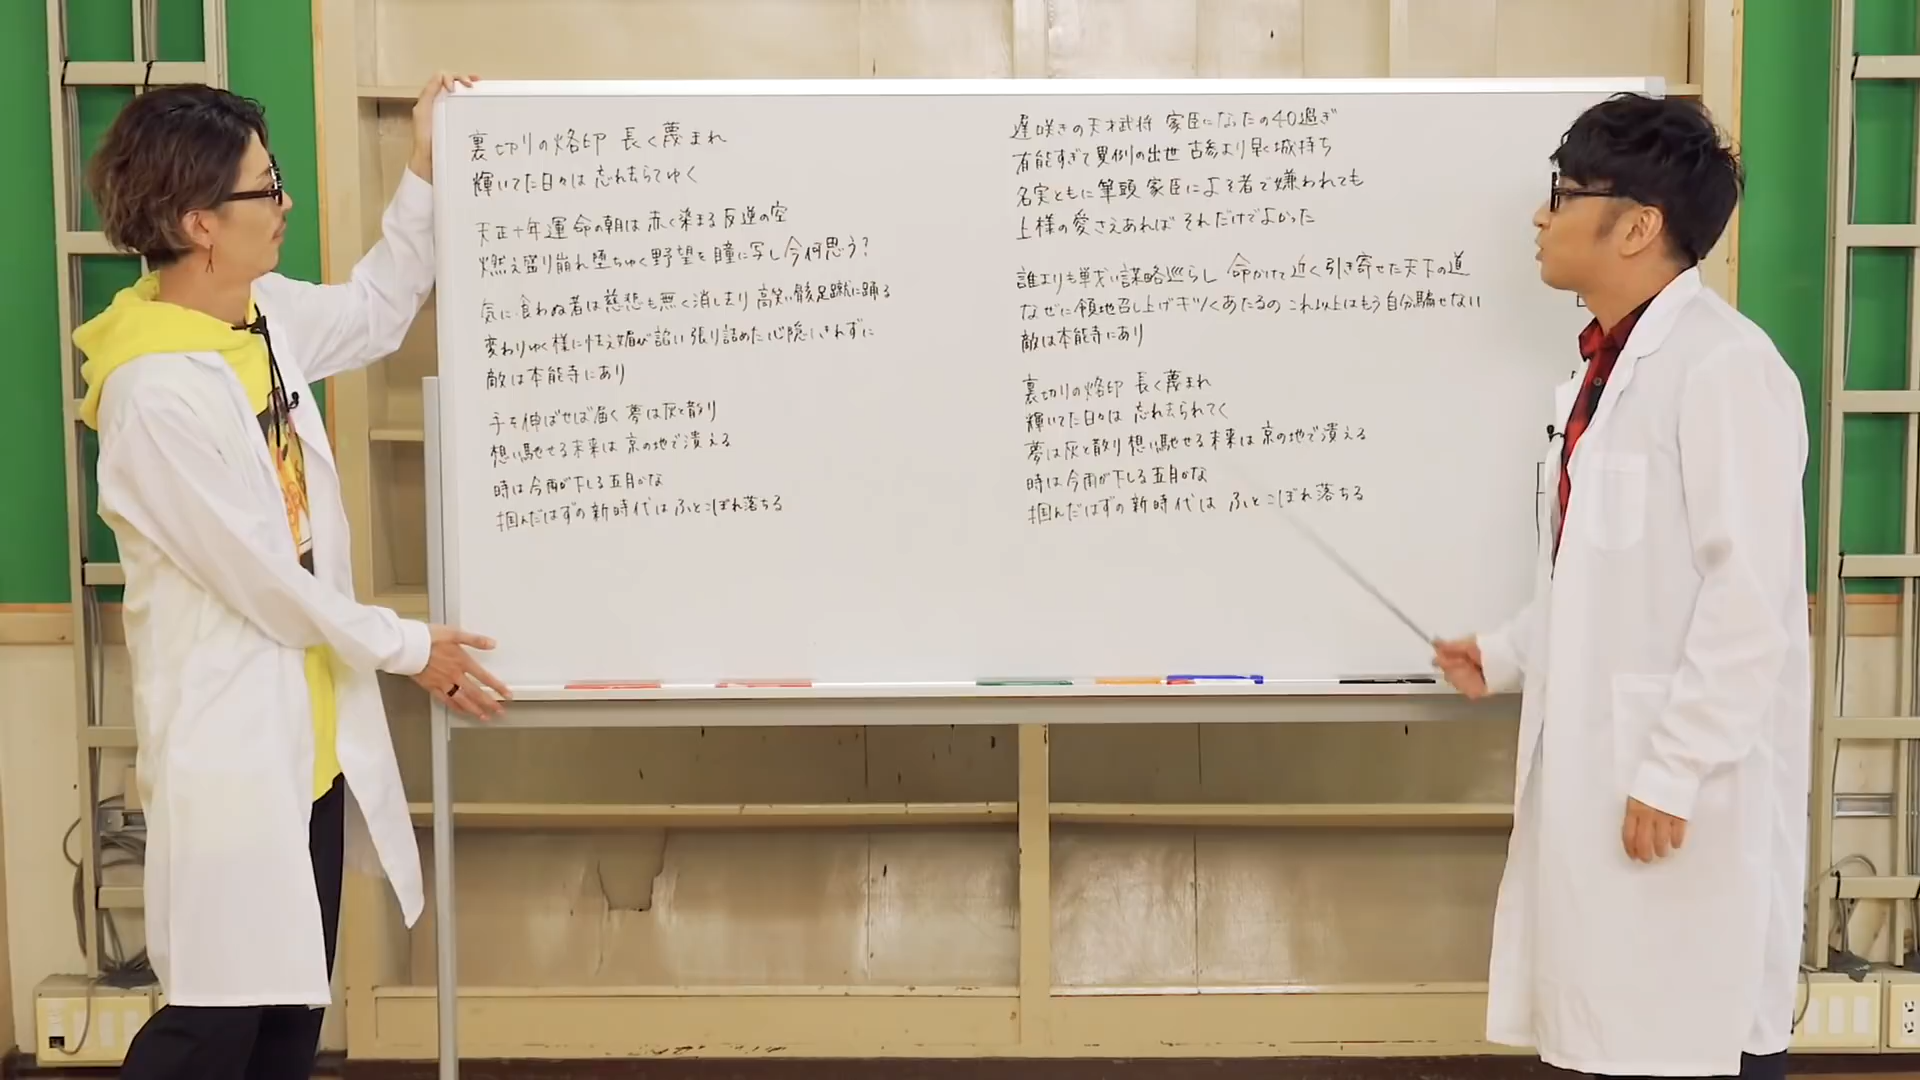 裏切りの烙印 長く蔑まれ
輝いてた日々は 忘れ去られてゆく
天正十年運命の朝は 赤く染まる 反逆の空
燃え盛り崩れ堕ちゆく野望を 瞳に写し 今何思う?
気に食わぬ者は慈悲も無く消し去り 高笑い骸足蹴に踊る
変わりゆく様に怯え媚び諂い 張り詰めた心隠しきれずに
敵は本能寺にあり
手を伸ばせば届く 夢は灰と散り
想い馳せる未来は 京の地で潰える
時は今雨が下しる五月かな
掴んだはずの新時代は ふとこぼれ落ちる
遅咲きの天才武将 家臣になったの40過ぎ
有能すぎて異例の出世 古参より早く城持ち
名実ともに筆頭 家臣によそ者で嫌われても
上様の愛さえあれば それだけでよかった
誰よりも単純い謀略巡らし 命かけて近く引き寄せた天下の道
なぜに領地召し上げキツくあたるの これ以上はもう自分騙せない
敵は本能寺にあり
裏切りの烙印 長く蔑まれ
輝いてた日々は 忘れ去られてく
夢は灰と散り 想い馳せる未来は 京の地で潰える
時は今雨が下しる五月かな
掴んだはずの新時代は ふとこぼれ落ちる